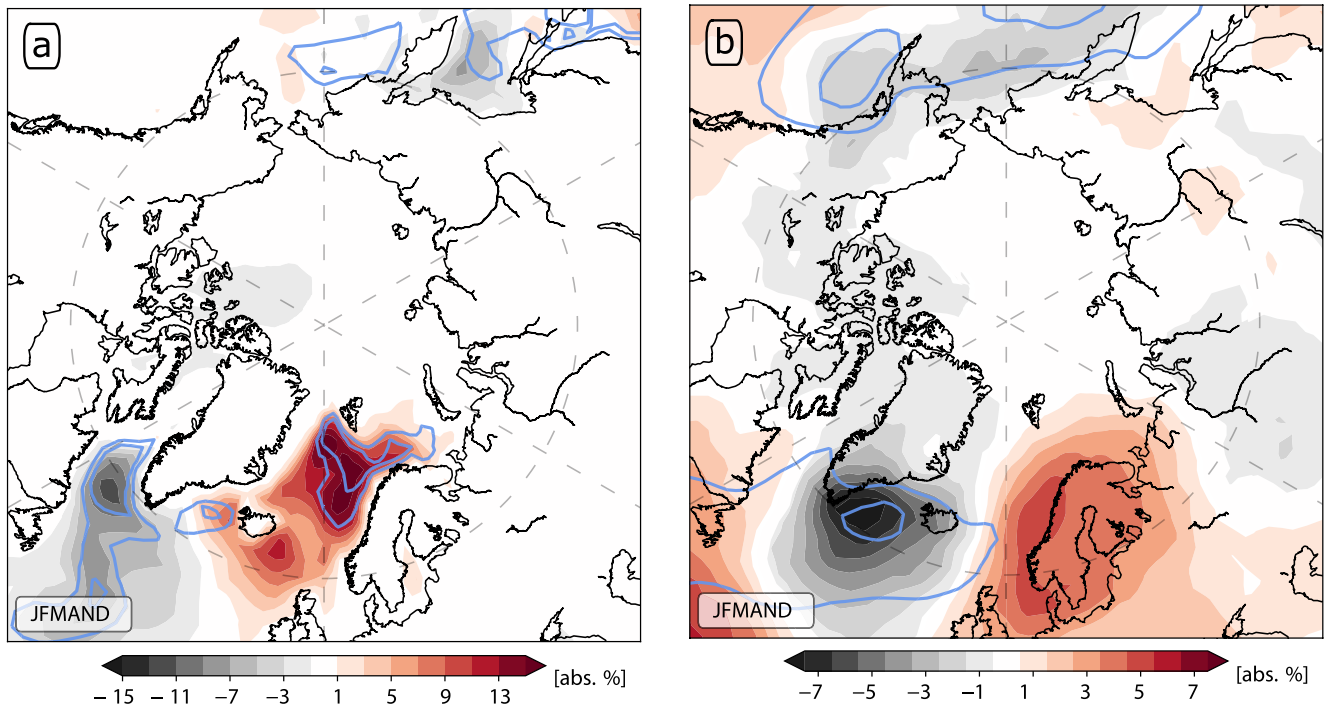 a
b
JFMAND
JFMAND
−15 −11 −7 −3 1 5 9 13 [abs. %]
−7 −5 −3 −1 1 3 5 7 [abs. %]